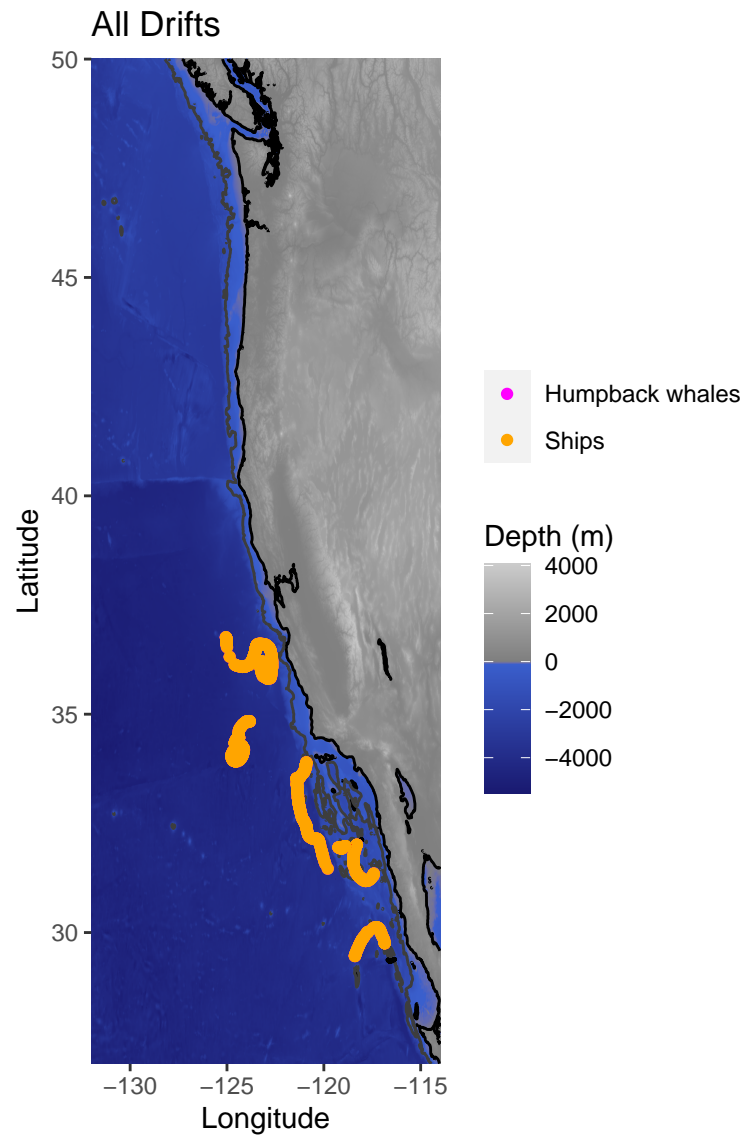 All Drifts
50
45
40
35
30
Latitude
−130
−125
−120
−115
Longitude
Humpback whales
Ships
Depth (m)
4000
2000
0
−2000
−4000